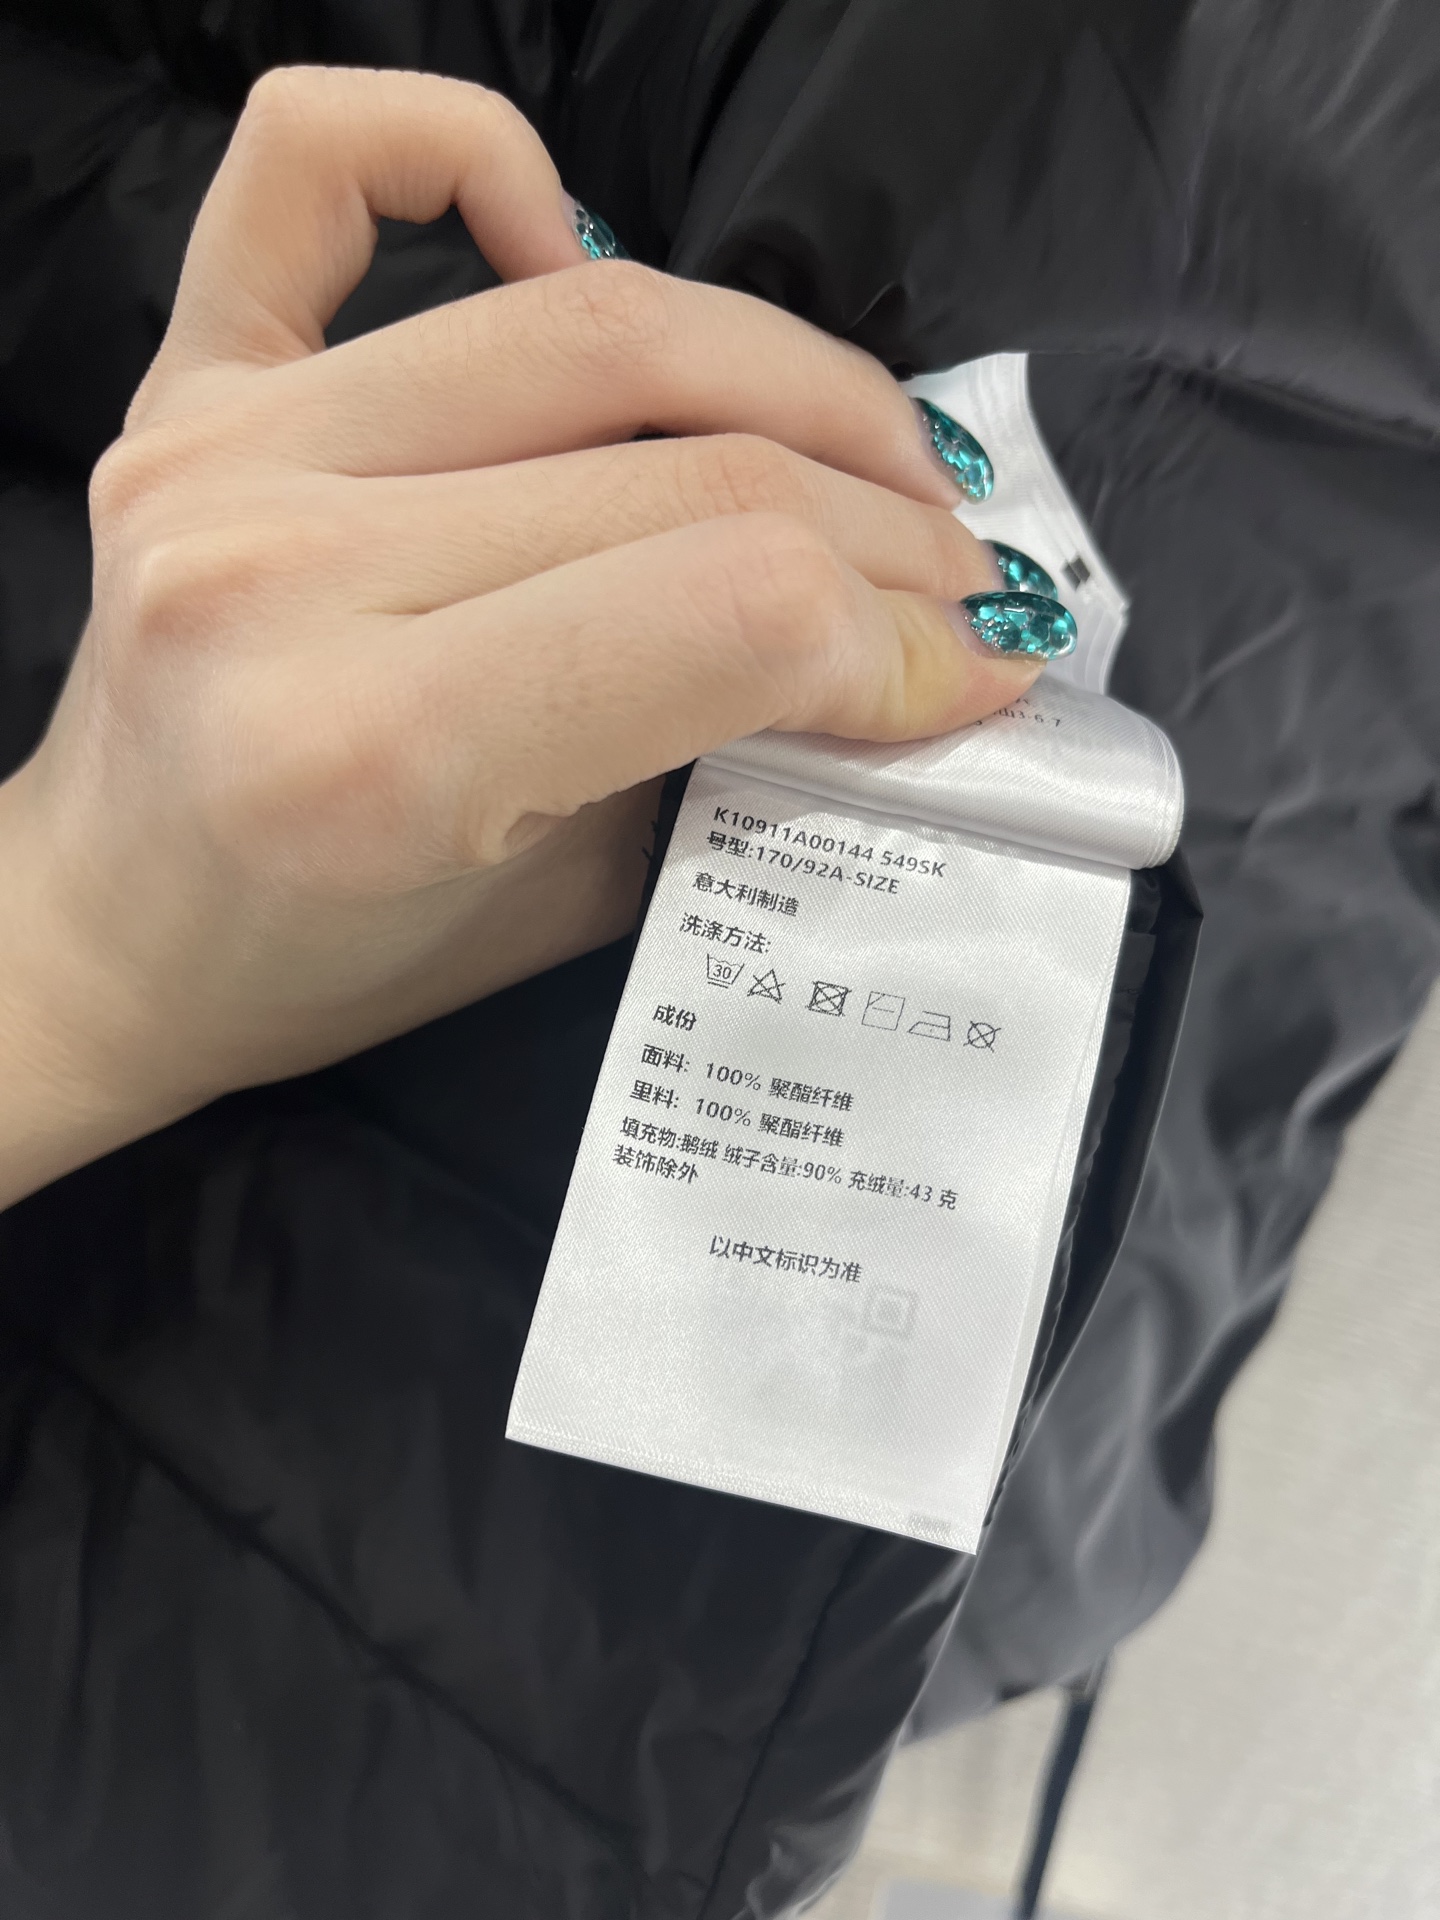 K10911A00144 549SK
号型:170/92A-SIZE
意大利制造
洗涤方法:
30
成份
面料: 100% 聚酯纤维
里料: 100% 聚酯纤维
填充物:鹅绒 绒子含量:90% 充绒量:43 克
装饰除外
以中文标识为准